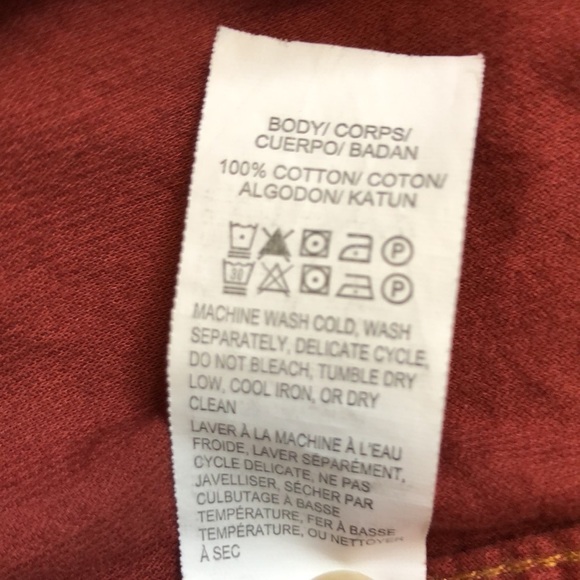 BODY/ CORPS/
CUERPO/ BADAN
100% COTTON/ COTON/
ALGODON/ KATUN
P
30 P
MACHINE WASH COLD, WASH
SEPARATELY, DELICATE CYCLE,
DO NOT BLEACH, TUMBLE DRY
LOW, COOL IRON, OR DRY
CLEAN
LAVER À LA MACHINE À L'EAU
FROIDE, LAVER SÉPARÉMENT,
CYCLE DELICATE, NE PAS
JAVELLISER, SÉCHER PAR
CULBUTAGE À BASSE
TEMPÉRATURE, FER À BASSE
TEMPÉRATURE, OU NETTOYER
À SEC